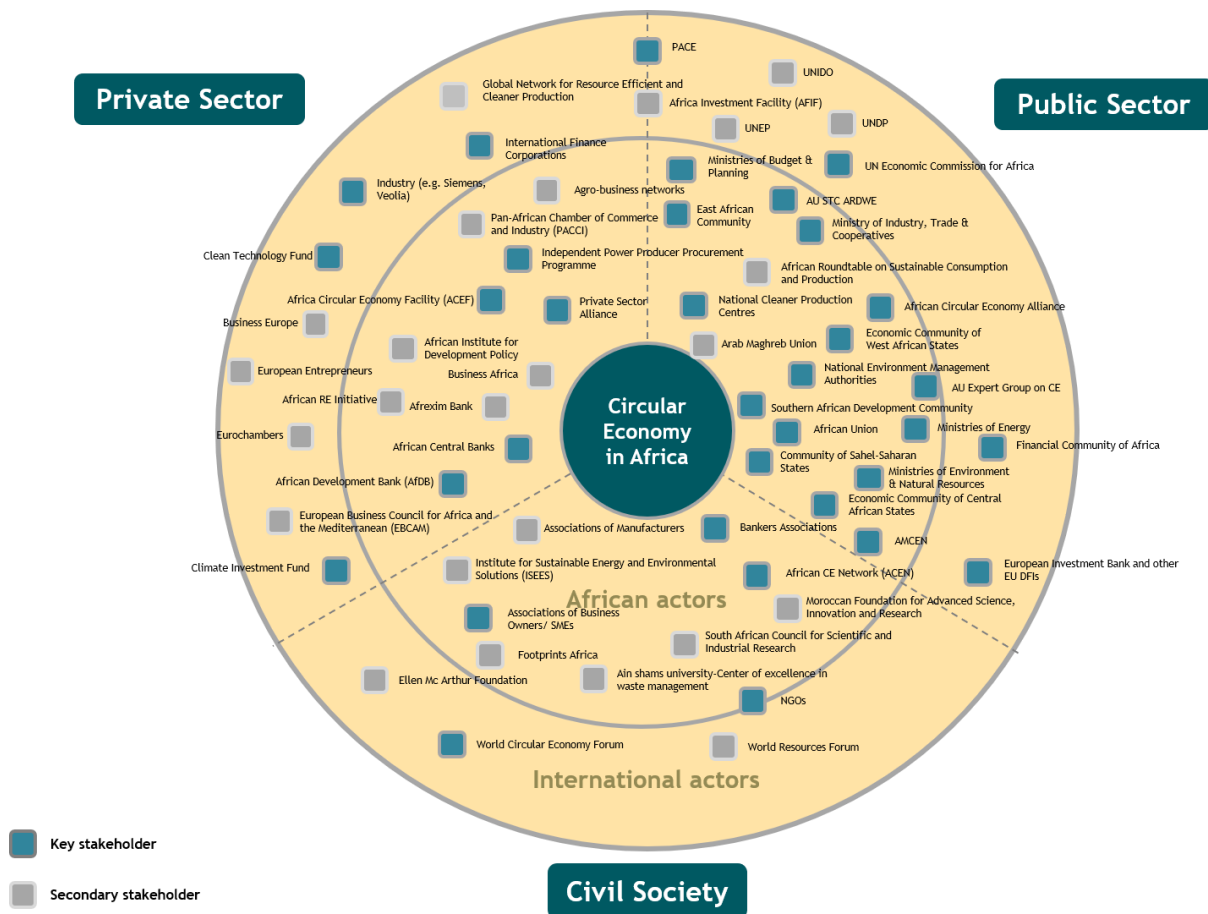 PACE
UNIDO
Private Sector
Public Sector
Global Network for Resource Efficient and
Cleaner Production
Africa Investment Facility (AFIF)
UNEP
UNDP
International Finance
Corporations
Ministries of Budget &
Planning
UN Economic Commission for Africa
Industry (e.g. Siemens,
Veolia)
Agro-business networks
AU STC ARDWE
Pan-African Chamber of Commerce
and Industry (PACCI)
East African
Community
Ministry of Industry, Trade &
Cooperatives
Clean Technology Fund
Independent Power Producer Procurement
Programme
African Roundtable on Sustainable Consumption
and Production
Africa Circular Economy Facility (ACEF)
Private Sector
Alliance
National Cleaner Production
Centres
African Circular Economy Alliance
Business Europe
African Institute for
Development Policy
Arab Maghreb Union
Economic Community of
West African States
European Entrepreneurs
Business Africa
National Environment Management
Authorities
AU Expert Group on CE
African RE Initiative
Afrexim Bank
Circular
Economy
in Africa
Southern African Development Community
Eurochambers
African Central Banks
African Union
Ministries of Energy
Financial Community of Africa
Community of Sahel-Saharan
States
African Development Bank (AfDB)
Ministries of Environment
& Natural Resources
Economic Community of Central
African States
European Business Council for Africa and
the Mediterranean (EBCAM)
Associations of Manufacturers
Bankers Associations
AMCEN
Climate Investment Fund
Institute for Sustainable Energy and Environmental
Solutions (ISEES)
African CE Network (ACEN)
European Investment Bank and other
EU DFIs
African actors
Associations of Business
Owners/ SMEs
Moroccan Foundation for Advanced Science,
Innovation and Research
South African Council for Scientific and
Industrial Research
Footprints Africa
Ellen Mc Arthur Foundation
Ain shams university-Center of excellence in
waste management
NGOs
World Circular Economy Forum
World Resources Forum
International actors
Key stakeholder
Secondary stakeholder
Civil Society